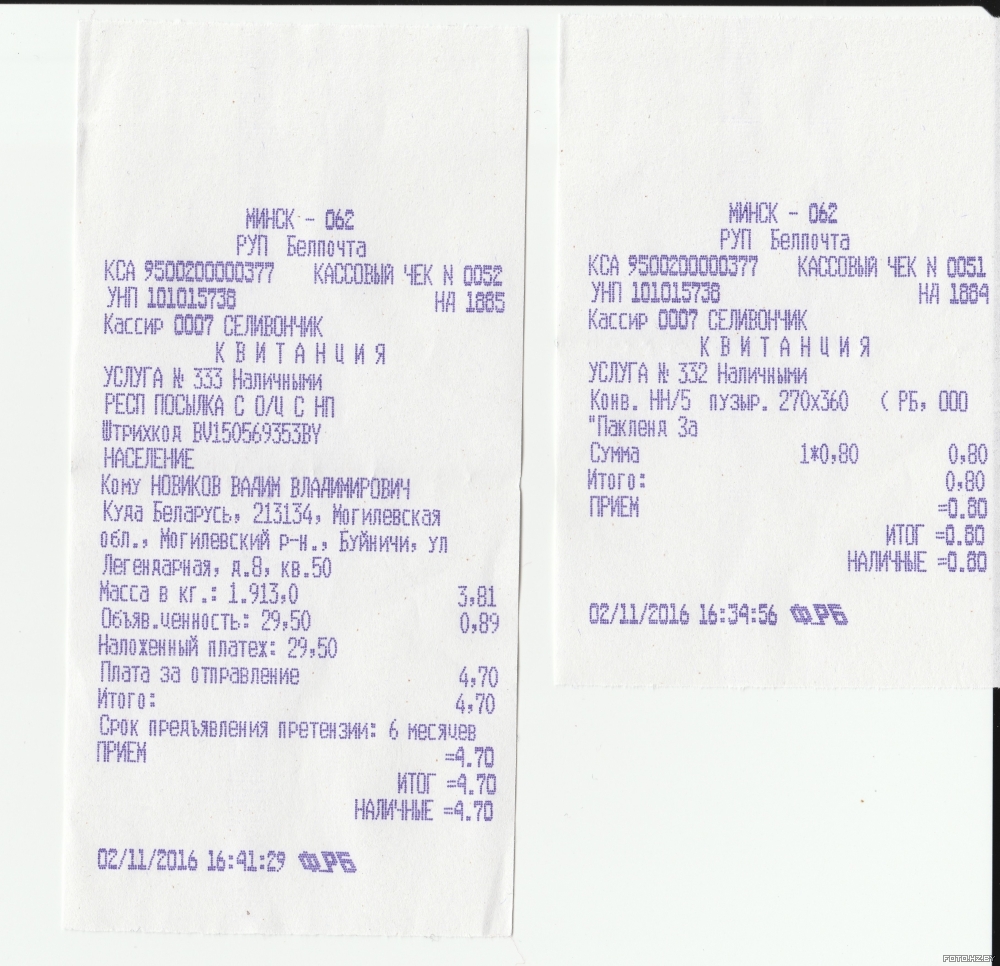 МИНСК - 062
РУП Белпочта
КСА 9500200000377 КАССОВЫЙ ЧЕК N 0052
УНП 101015738 НД 1885
Кассир 0007 СЕЛИВОНЧИК
К В И Т А Н Ц И Я
УСЛУГА № 333 Наличными
РЕСП ПОСЫЛКА С О/Ц С НП
Штрихкод BV150569353BY
НАСЕЛЕНИЕ
Кому НОВИКОВ ВАДИМ ВЛАДИМИРОВИЧ
Куда Беларусь, 213134, Могилевская
обл., Могилевский р-н., Буйничи, ул
Легендарная, д.8, кв.50
Масса в кг.: 1.913,0 3,81
Объяв.ценность: 29,50 0,89
Наложенный платеж: 29,50
Плата за отправление 4,70
Итого: 4,70
Срок предъявления претензии: 6 месяцев
ПРИЕМ =4.70
ИТОГ =4.70
НАЛИЧНЫЕ =4.70
02/11/2016 16:41:29 ФРБ
МИНСК - 062
РУП Белпочта
КСА 9500200000377 КАССОВЫЙ ЧЕК N 0051
УНП 101015738 НД 1884
Кассир 0007 СЕЛИВОНЧИК
К В И Т А Н Ц И Я
УСЛУГА № 332 Наличными
Конв. НН/5 пузыр. 270х360 ( РБ, ООО
"Пакленд За
Сумма 1*0,80 0,80
Итого: 0,80
ПРИЕМ =0.80
ИТОГ =0.80
НАЛИЧНЫЕ =0.80
02/11/2016 16:34:56 ФРБ
FOTO.HZ.BY